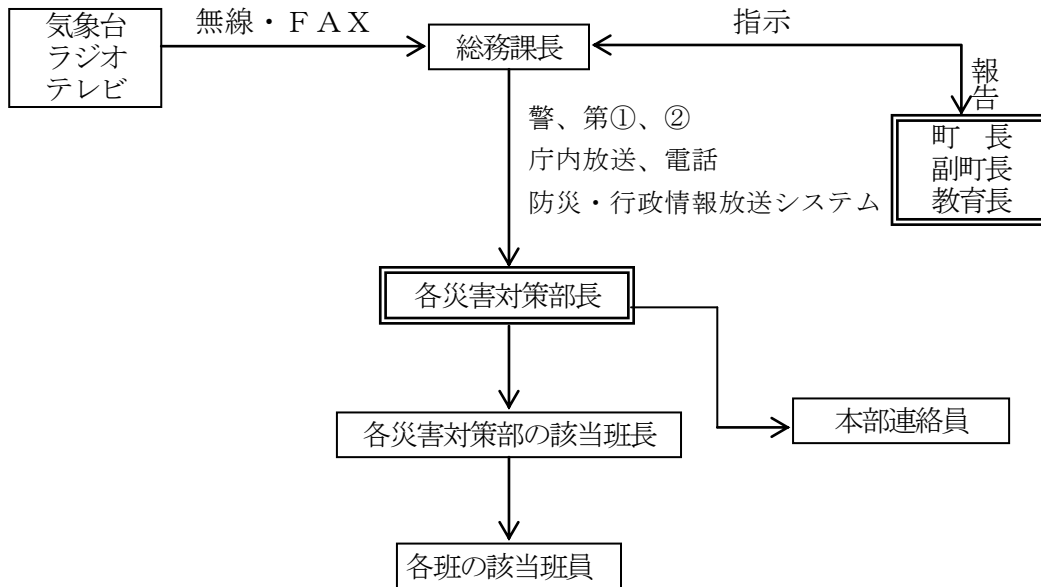 気象台
ラジオ
テレビ
無線・ＦＡＸ
総務課長
指示
報告
町　長
副町長
教育長
警、第①、②
庁内放送、電話
防災・行政情報放送システム
各災害対策部長
本部連絡員
各災害対策部の該当班長
各班の該当班員